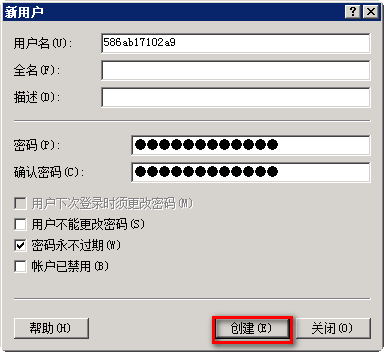 新用户
用户名(U): 586ab17102a9
全名(F):
描述(D):
密码(P): ●●●●●●●●●●●●
确认密码(C): ●●●●●●●●●●●●
用户下次登录时须更改密码(M)
用户不能更改密码(S)
密码永不过期(W)
帐户已禁用(B)
帮助(H) 创建(E) 关闭(O)